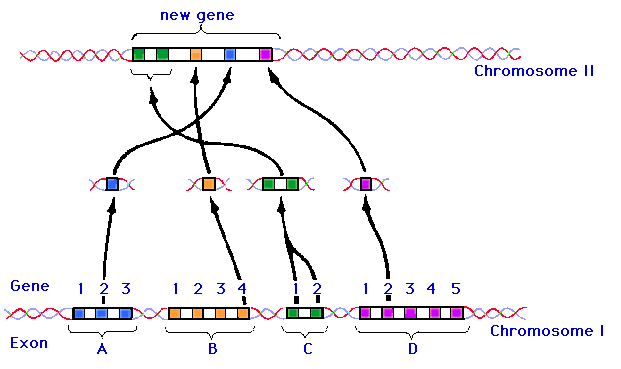 new gene
Chromosome II
Gene 1 2 3 1 2 3 4 1 2 1 2 3 4 5
Chromosome I
Exon A B C D